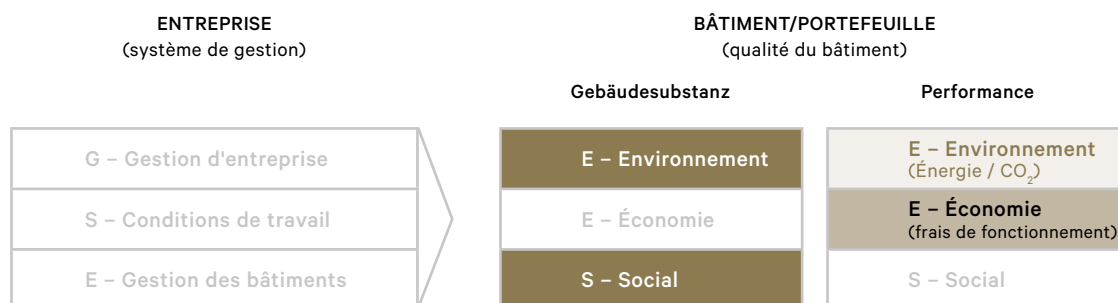 ENTREPRISE
(système de gestion)
BÂTIMENT/PORTEFEUILLE
(qualité du bâtiment)
Gebäudesubstanz
Performance
G – Gestion d'entreprise
S – Conditions de travail
E – Gestion des bâtiments
E – Environnement
E – Économie
S – Social
E – Environnement
(Énergie / CO₂)
E – Économie
(frais de fonctionnement)
S – Social